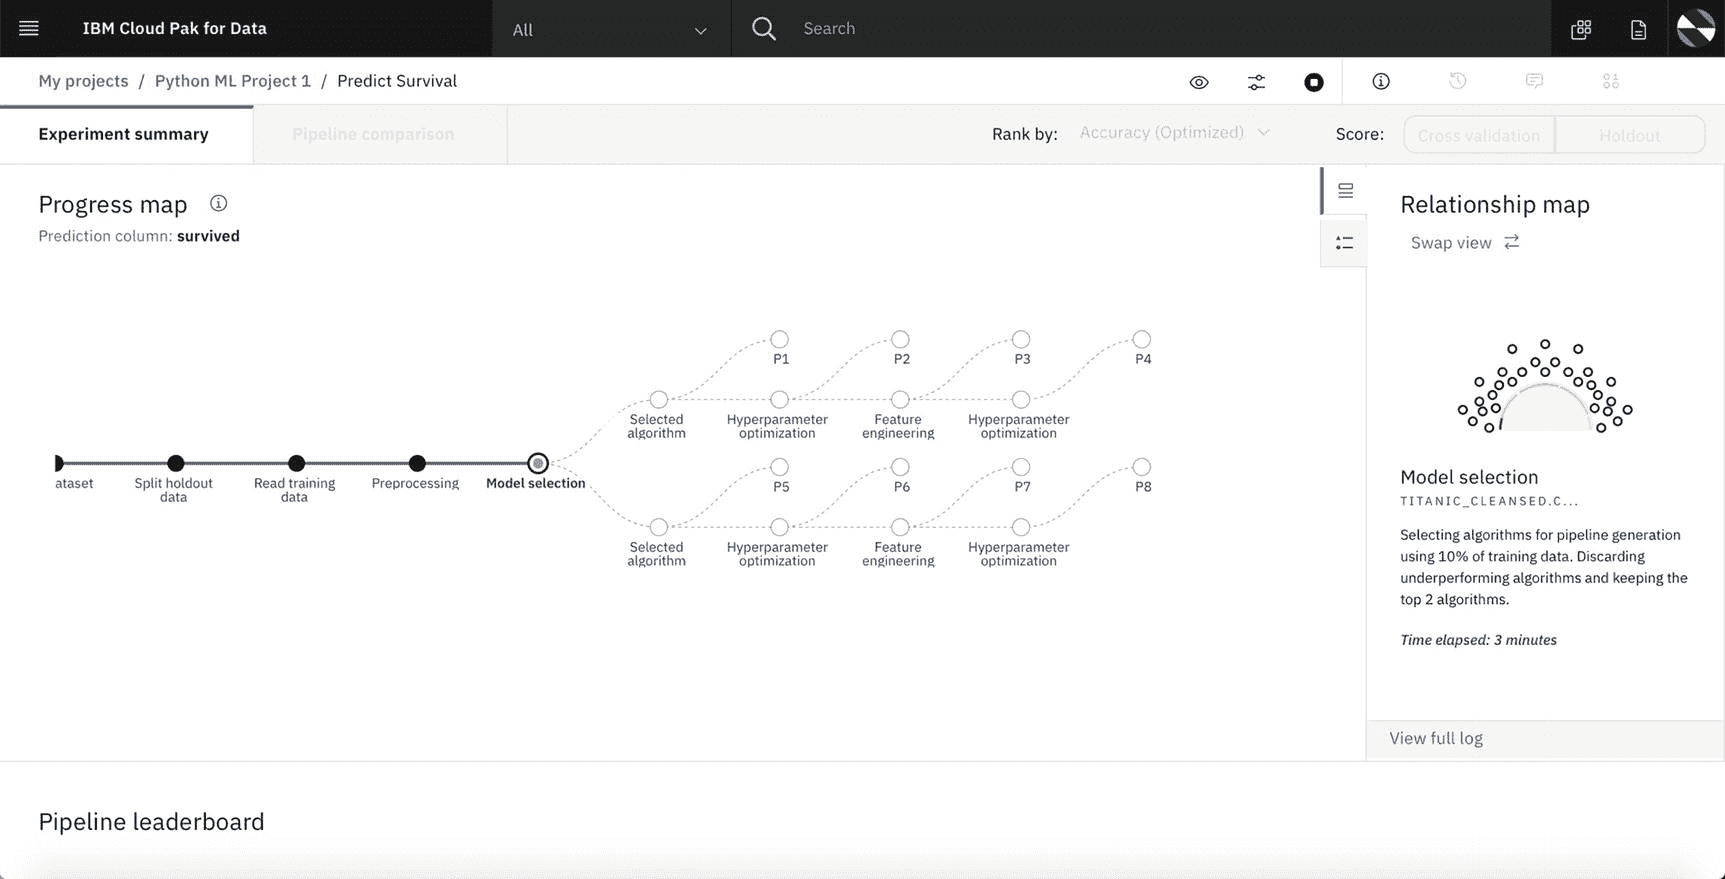 IBM Cloud Pak for Data
All
Search
My projects / Python ML Project 1 / Predict Survival
Experiment summary
Pipeline comparison
Rank by: Accuracy (Optimized)
Score: Cross validation Holdout
Progress map
Prediction column: survived
P1 P2 P3 P4
Selected
algorithm
Hyperparameter
optimization
Feature
engineering
Hyperparameter
optimization
ataset
Split holdout
data
Read training
data
Preprocessing
Model selection
P5 P6 P7 P8
Selected
algorithm
Hyperparameter
optimization
Feature
engineering
Hyperparameter
optimization
Relationship map
Swap view
Model selection
TITANIC_CLEANSED.C...
Selecting algorithms for pipeline generation
using 10% of training data. Discarding
underperforming algorithms and keeping the
top 2 algorithms.
Time elapsed: 3 minutes
View full log
Pipeline leaderboard